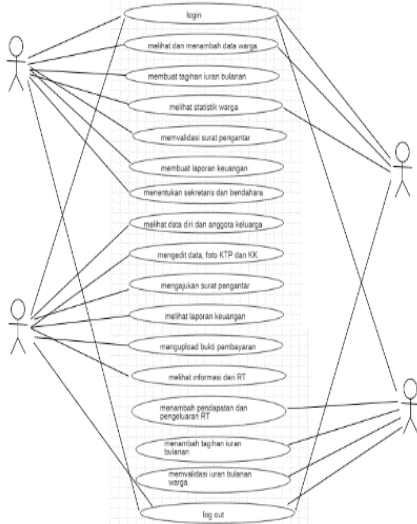 login
melihat dan menambah data warga
membuat tagihan iuran bulanan
melihat statistik warga
memvalidasi surat pengantar
membuat laporan keuangan
menentukan sekretaris dan bendahara
melihat data diri dan anggota keluarga
mengedit data, foto KTP dan KK
mengajukan surat pengantar
melihat laporan keuangan
mengupload bukti pembayaran
melihat informasi dari RT
menambah pendapatan dan
pengeluaran RT
menambah tagihan iuran
bulanan
memvalidasi iuran bulanan
warga
log out